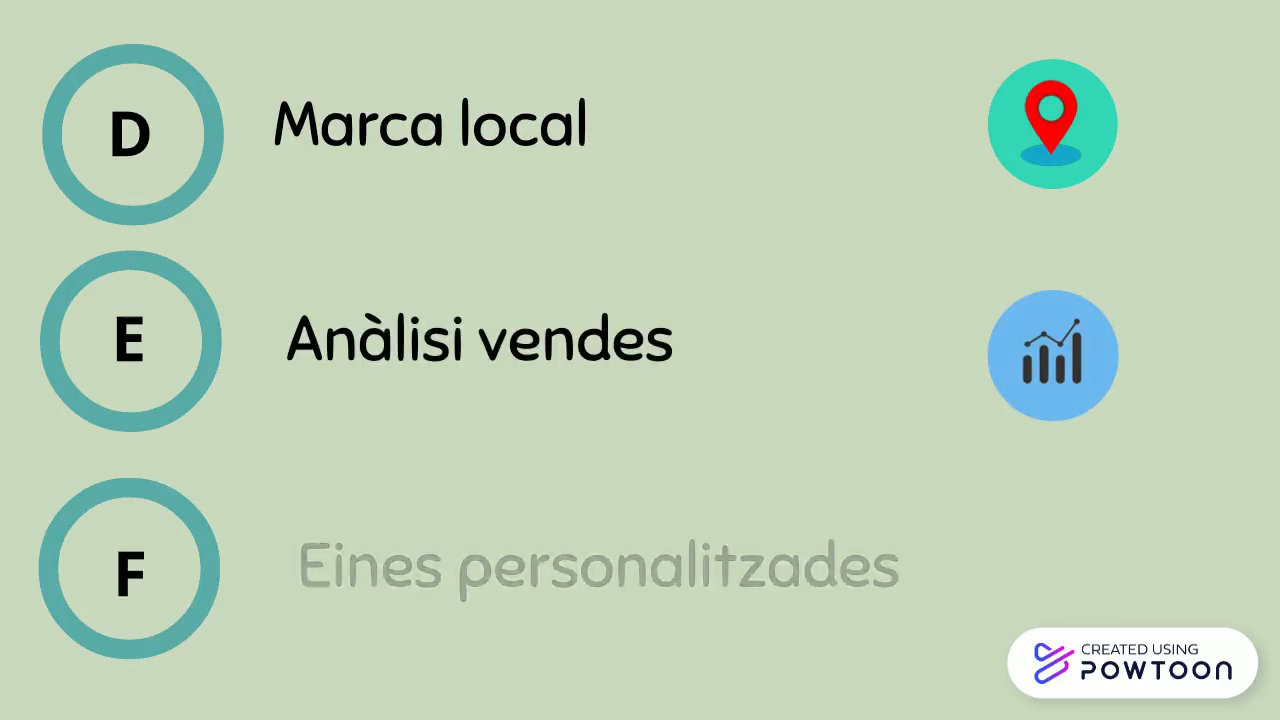 D
Marca local
E
Anàlisi vendes
F
Eines personalitzades
CREATED USING
POWTOON